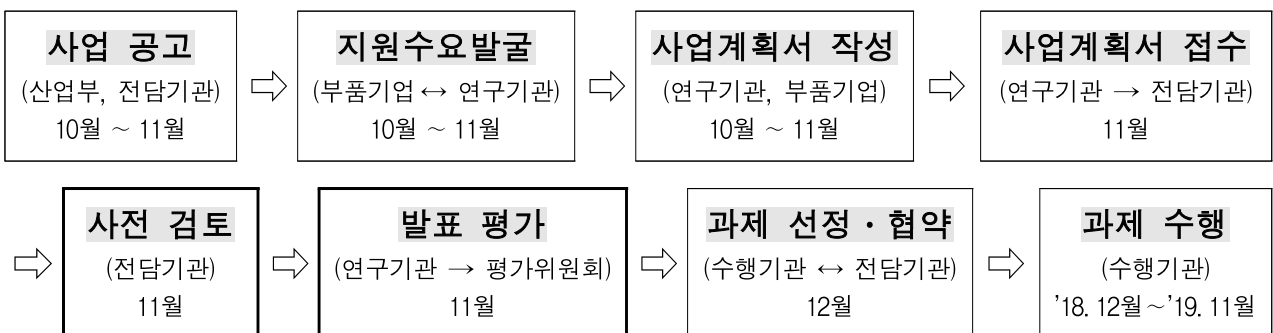 사업 공고
(산업부, 전담기관)
10월 ~ 11월
⇨
지원수요발굴
(부품기업 ↔ 연구기관)
10월 ~ 11월
⇨
사업계획서 작성
(연구기관, 부품기업)
10월 ~ 11월
⇨
사업계획서 접수
(연구기관 → 전담기관)
11월
⇨
사전 검토
(전담기관)
11월
⇨
발표 평가
(연구기관 → 평가위원회)
11월
⇨
과제 선정 · 협약
(수행기관 ↔ 전담기관)
12월
⇨
과제 수행
(수행기관)
’18. 12월~’19. 11월